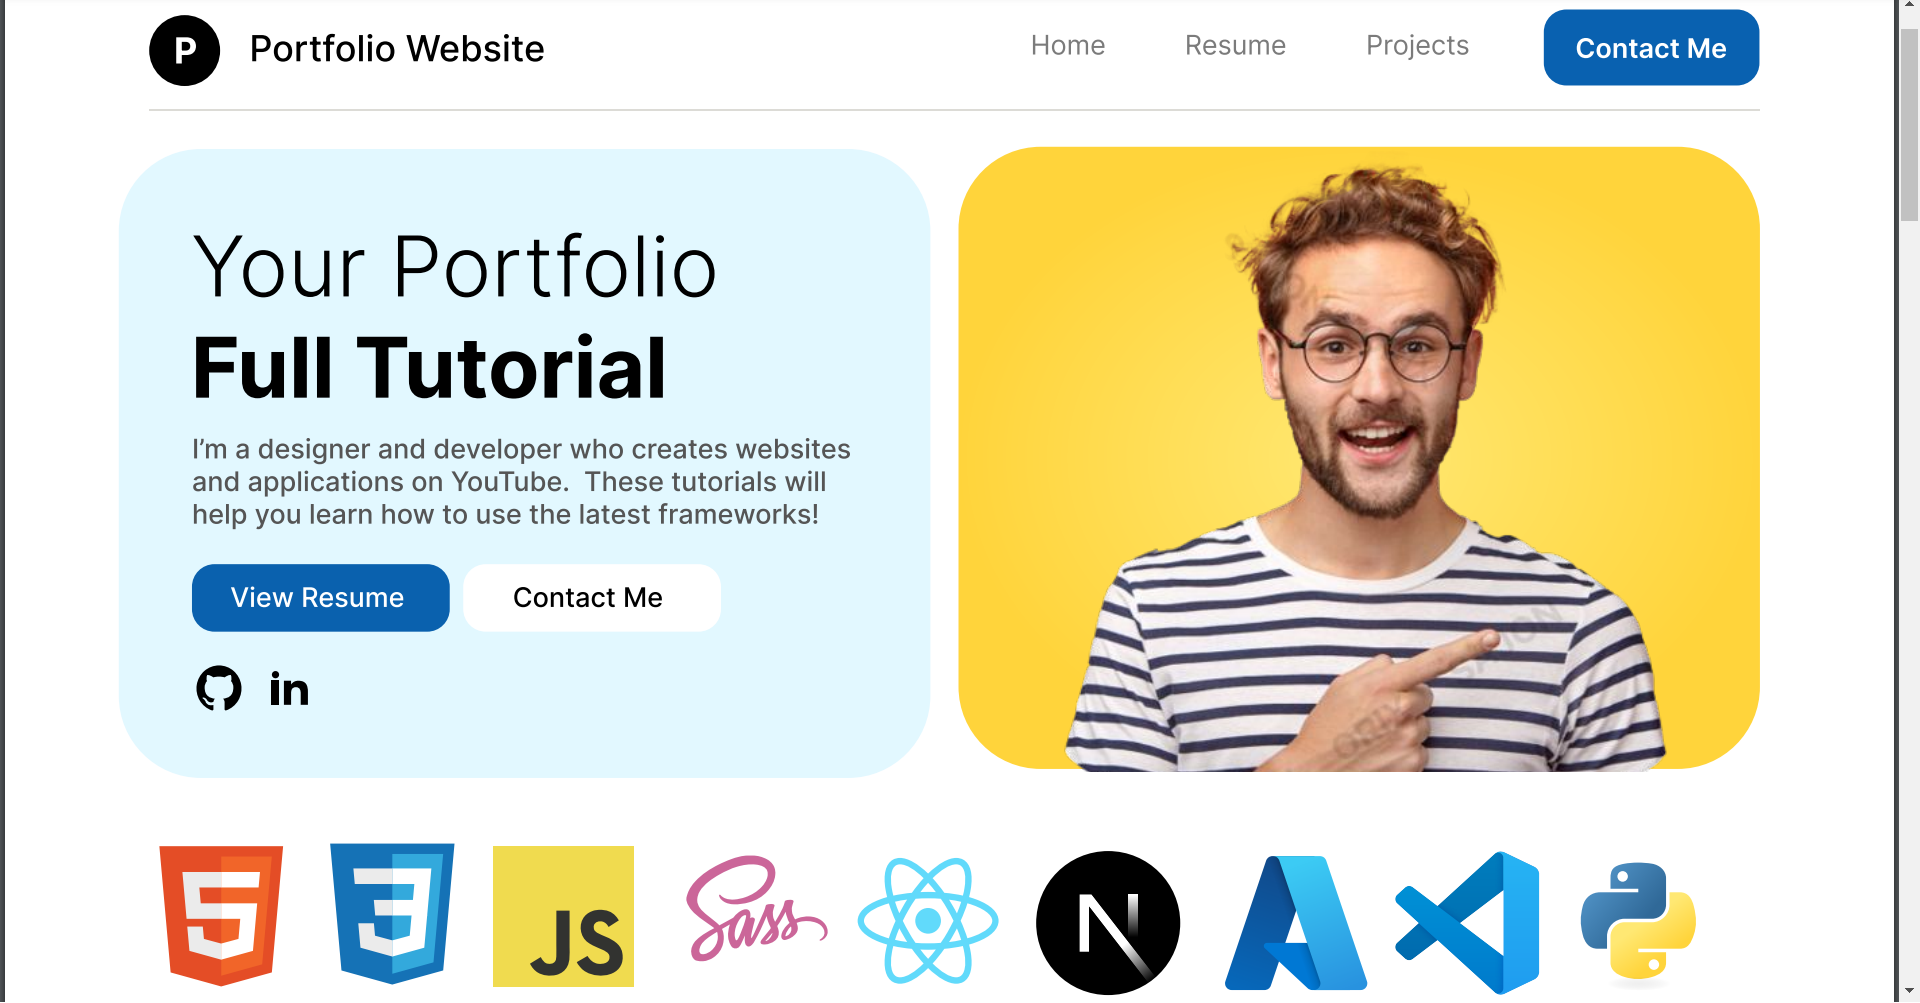 P
Portfolio Website
Home
Resume
Projects
Contact Me
Your Portfolio
Full Tutorial
I’m a designer and developer who creates websites
and applications on YouTube.  These tutorials will
help you learn how to use the latest frameworks!
View Resume
Contact Me
in
5
3
JS
Sass
N